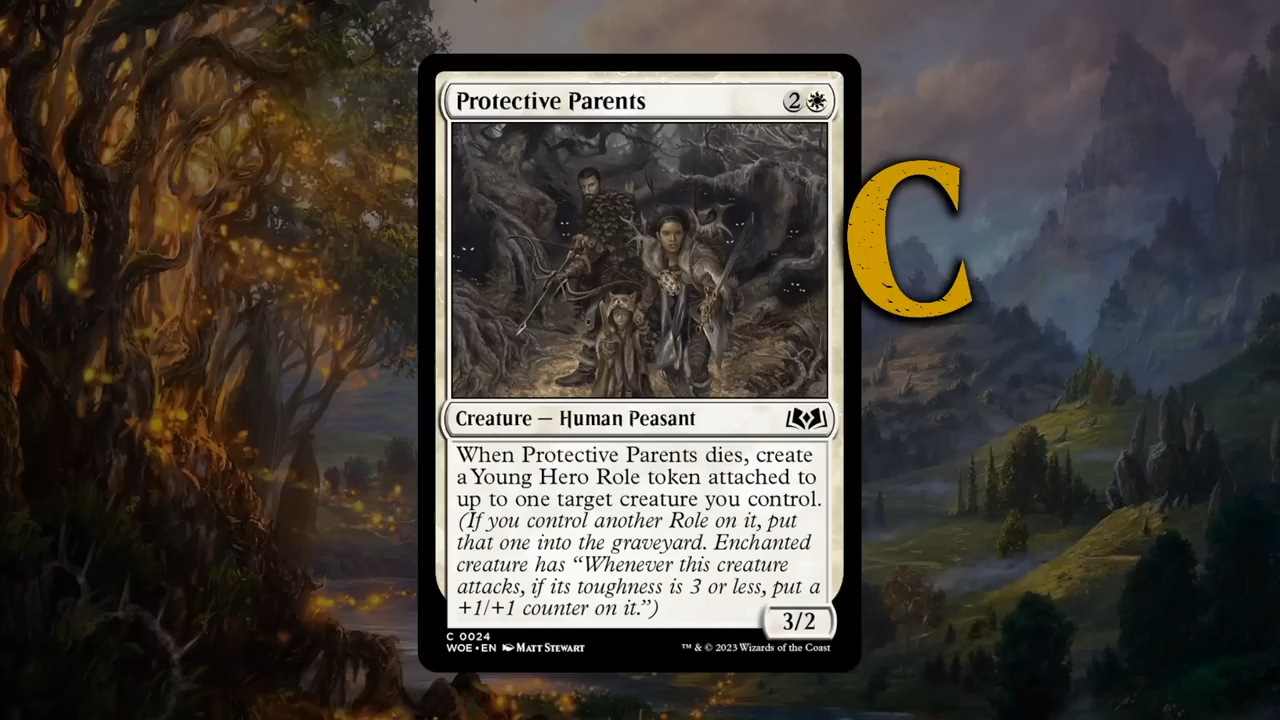 Protective Parents
2
C
Creature — Human Peasant
When Protective Parents dies, create
a Young Hero Role token attached to
up to one target creature you control.
(If you control another Role on it, put
that one into the graveyard. Enchanted
creature has “Whenever this creature
attacks, if its toughness is 3 or less, put a
+1/+1 counter on it.”)
3/2
C 0024
WOE • EN Matt Stewart
™ & © 2023 Wizards of the Coast